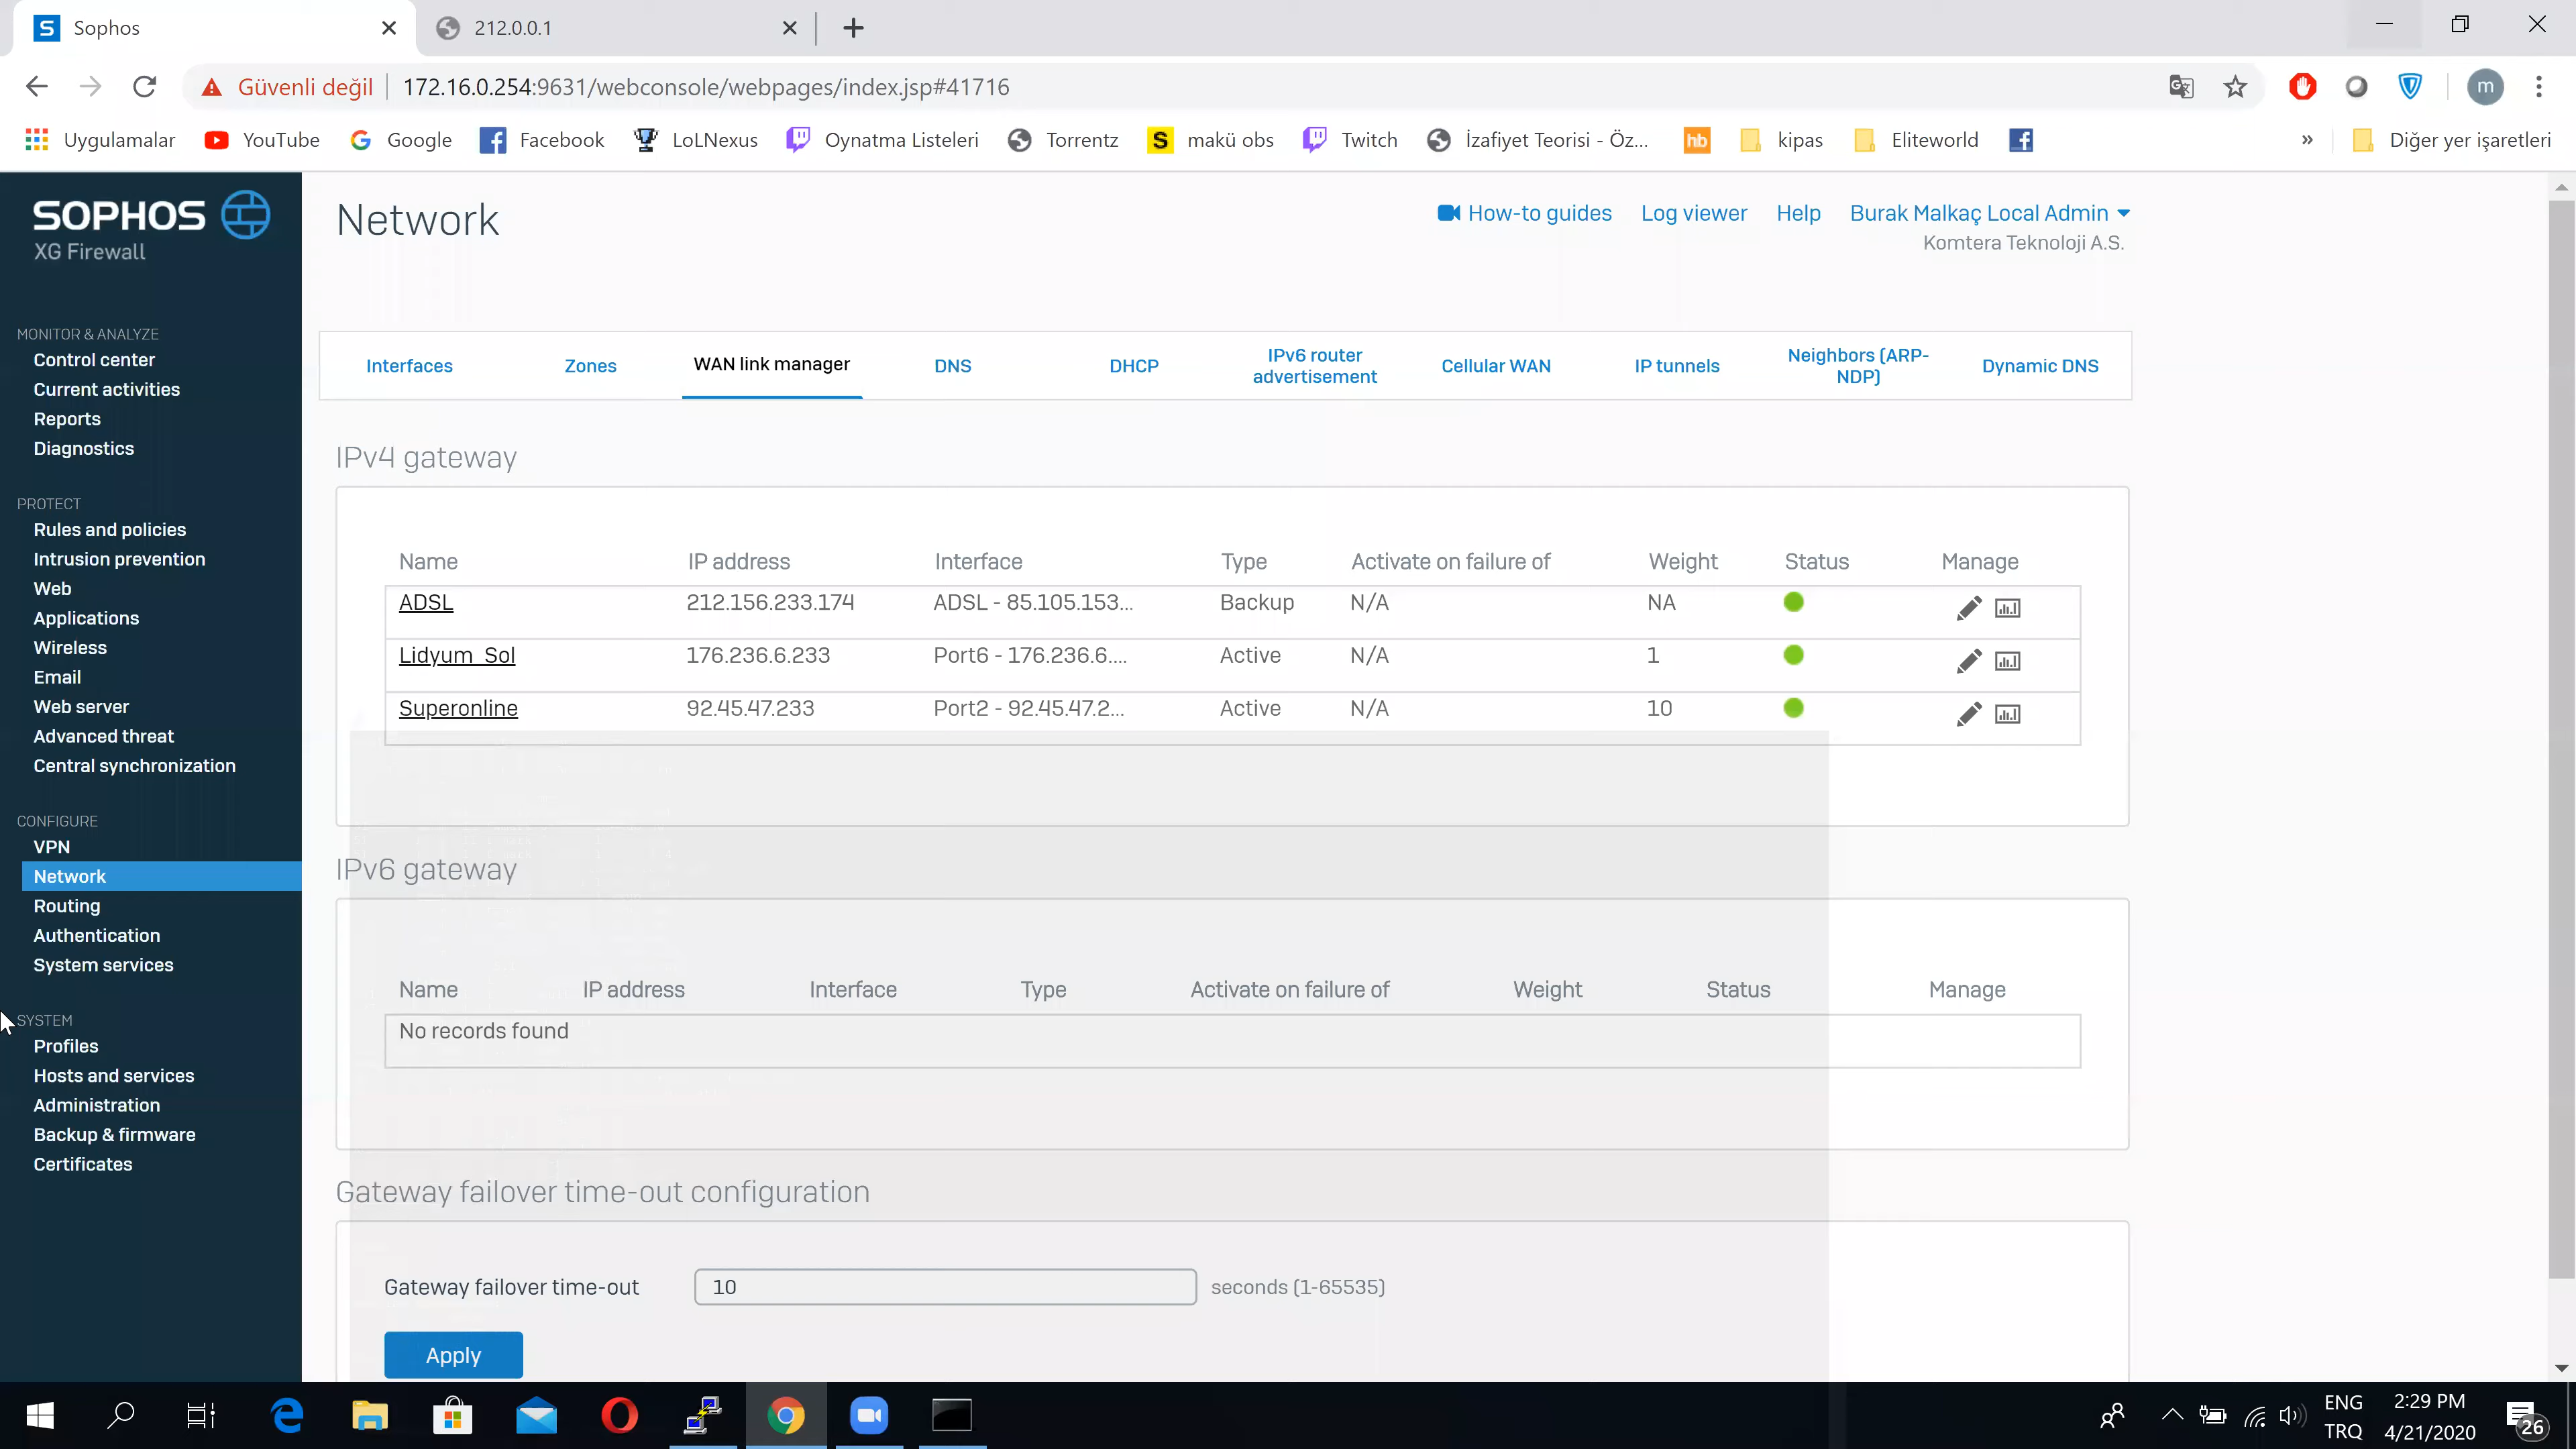 Sophos
212.0.0.1
Güvenli değil
172.16.0.254:9631/webconsole/webpages/index.jsp#41716
m
Uygulamalar
YouTube
Google
Facebook
LoLNexus
Oynatma Listeleri
Torrentz
S makü obs
Twitch
İzafiyet Teorisi - Öz...
hb
kipas
Eliteworld
»
Diğer yer işaretleri
SOPHOS
XG Firewall
Network
How-to guides
Log viewer
Help
Burak Malkaç Local Admin
Komtera Teknoloji A.S.
MONITOR & ANALYZE
Control center
Current activities
Reports
Diagnostics
PROTECT
Rules and policies
Intrusion prevention
Web
Applications
Wireless
Email
Web server
Advanced threat
Central synchronization
CONFIGURE
VPN
Network
Routing
Authentication
System services
SYSTEM
Profiles
Hosts and services
Administration
Backup & firmware
Certificates
Interfaces
Zones
WAN link manager
DNS
DHCP
IPv6 router
advertisement
Cellular WAN
IP tunnels
Neighbors (ARP-
NDP)
Dynamic DNS
IPv4 gateway
Name IP address Interface Type Activate on failure of Weight Status Manage
ADSL 212.156.233.174 ADSL - 85.105.153... Backup N/A NA
Lidyum_Sol 176.236.6.233 Port6 - 176.236.6.... Active N/A 1
Superonline 92.45.47.233 Port2 - 92.45.47.2... Active N/A 10
IPv6 gateway
Name IP address Interface Type Activate on failure of Weight Status Manage
No records found
Gateway failover time-out configuration
Gateway failover time-out 10 seconds (1-65535)
Apply
ENG
TRQ
2:29 PM
4/21/2020
26